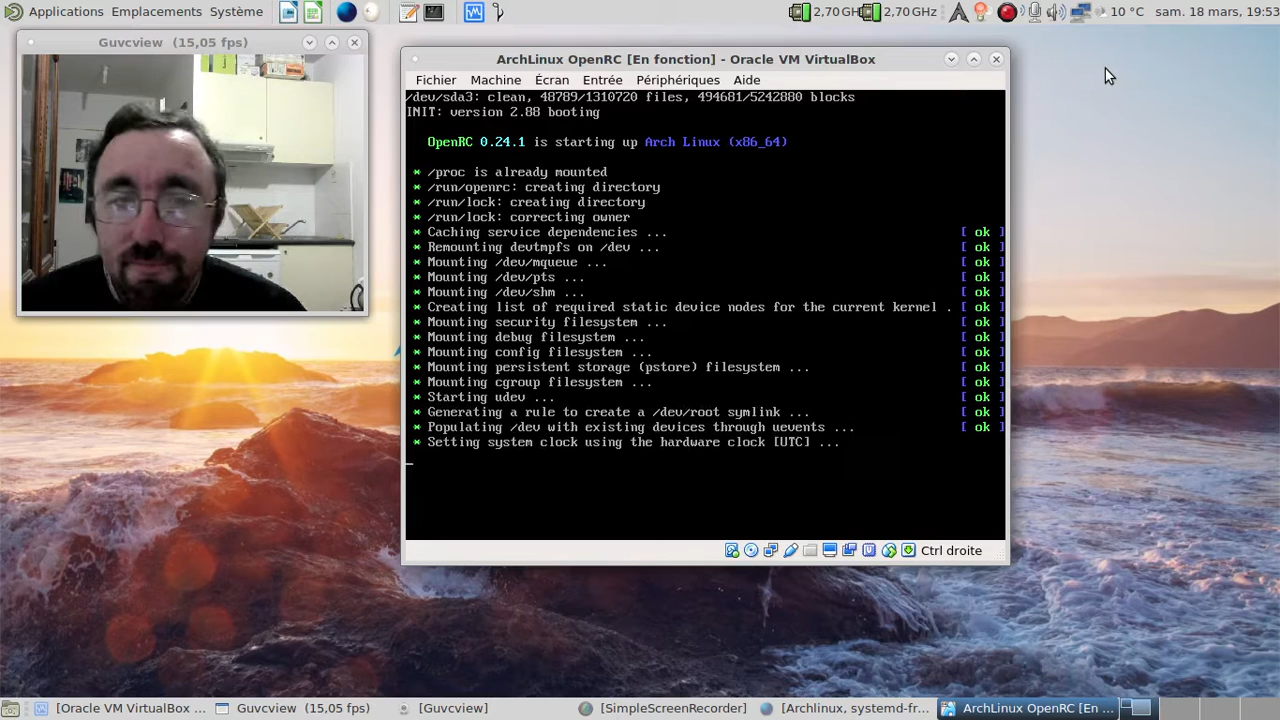 Applications Emplacements Système 2,70 GH 2,70 GHz 10 °C sam. 18 mars, 19:53
Guvcview (15,05 fps)
ArchLinux OpenRC [En fonction] - Oracle VM VirtualBox
Fichier Machine Écran Entrée Périphériques Aide
/dev/sda3: clean, 48789/1310720 files, 494681/5242880 blocks
INIT: version 2.88 booting
OpenRC 0.24.1 is starting up Arch Linux (x86_64)
* /proc is already mounted
* /run/openrc: creating directory
* /run/lock: creating directory
* /run/lock: correcting owner
* Caching service dependencies ... [ ok ]
* Remounting devtmpfs on /dev ... [ ok ]
* Mounting /dev/mqueue ... [ ok ]
* Mounting /dev/pts ... [ ok ]
* Mounting /dev/shm ... [ ok ]
* Creating list of required static device nodes for the current kernel . [ ok ]
* Mounting security filesystem ... [ ok ]
* Mounting debug filesystem ... [ ok ]
* Mounting config filesystem ... [ ok ]
* Mounting persistent storage (pstore) filesystem ... [ ok ]
* Mounting cgroup filesystem ... [ ok ]
* Starting udev ... [ ok ]
* Generating a rule to create a /dev/root symlink ... [ ok ]
* Populating /dev with existing devices through uevents ... [ ok ]
* Setting system clock using the hardware clock [UTC] ...
Ctrl droite
[Oracle VM VirtualBox ... Guvcview (15,05 fps) [Guvcview] [SimpleScreenRecorder] [Archlinux, systemd-fr... ArchLinux OpenRC [En ...